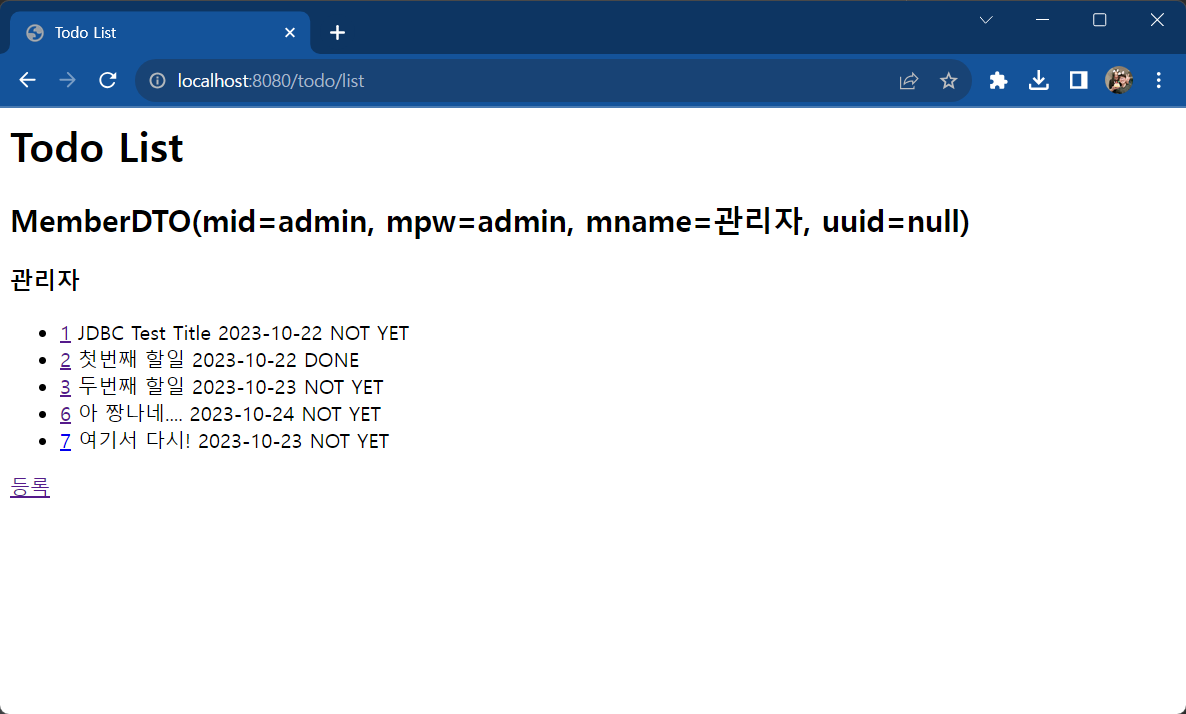 Todo List
localhost:8080/todo/list
Todo List
MemberDTO(mid=admin, mpw=admin, mname=관리자, uuid=null)
관리자
1 JDBC Test Title 2023-10-22 NOT YET
2 첫번째 할일 2023-10-22 DONE
3 두번째 할일 2023-10-23 NOT YET
6 아 짱나네.... 2023-10-24 NOT YET
7 여기서 다시! 2023-10-23 NOT YET
등록